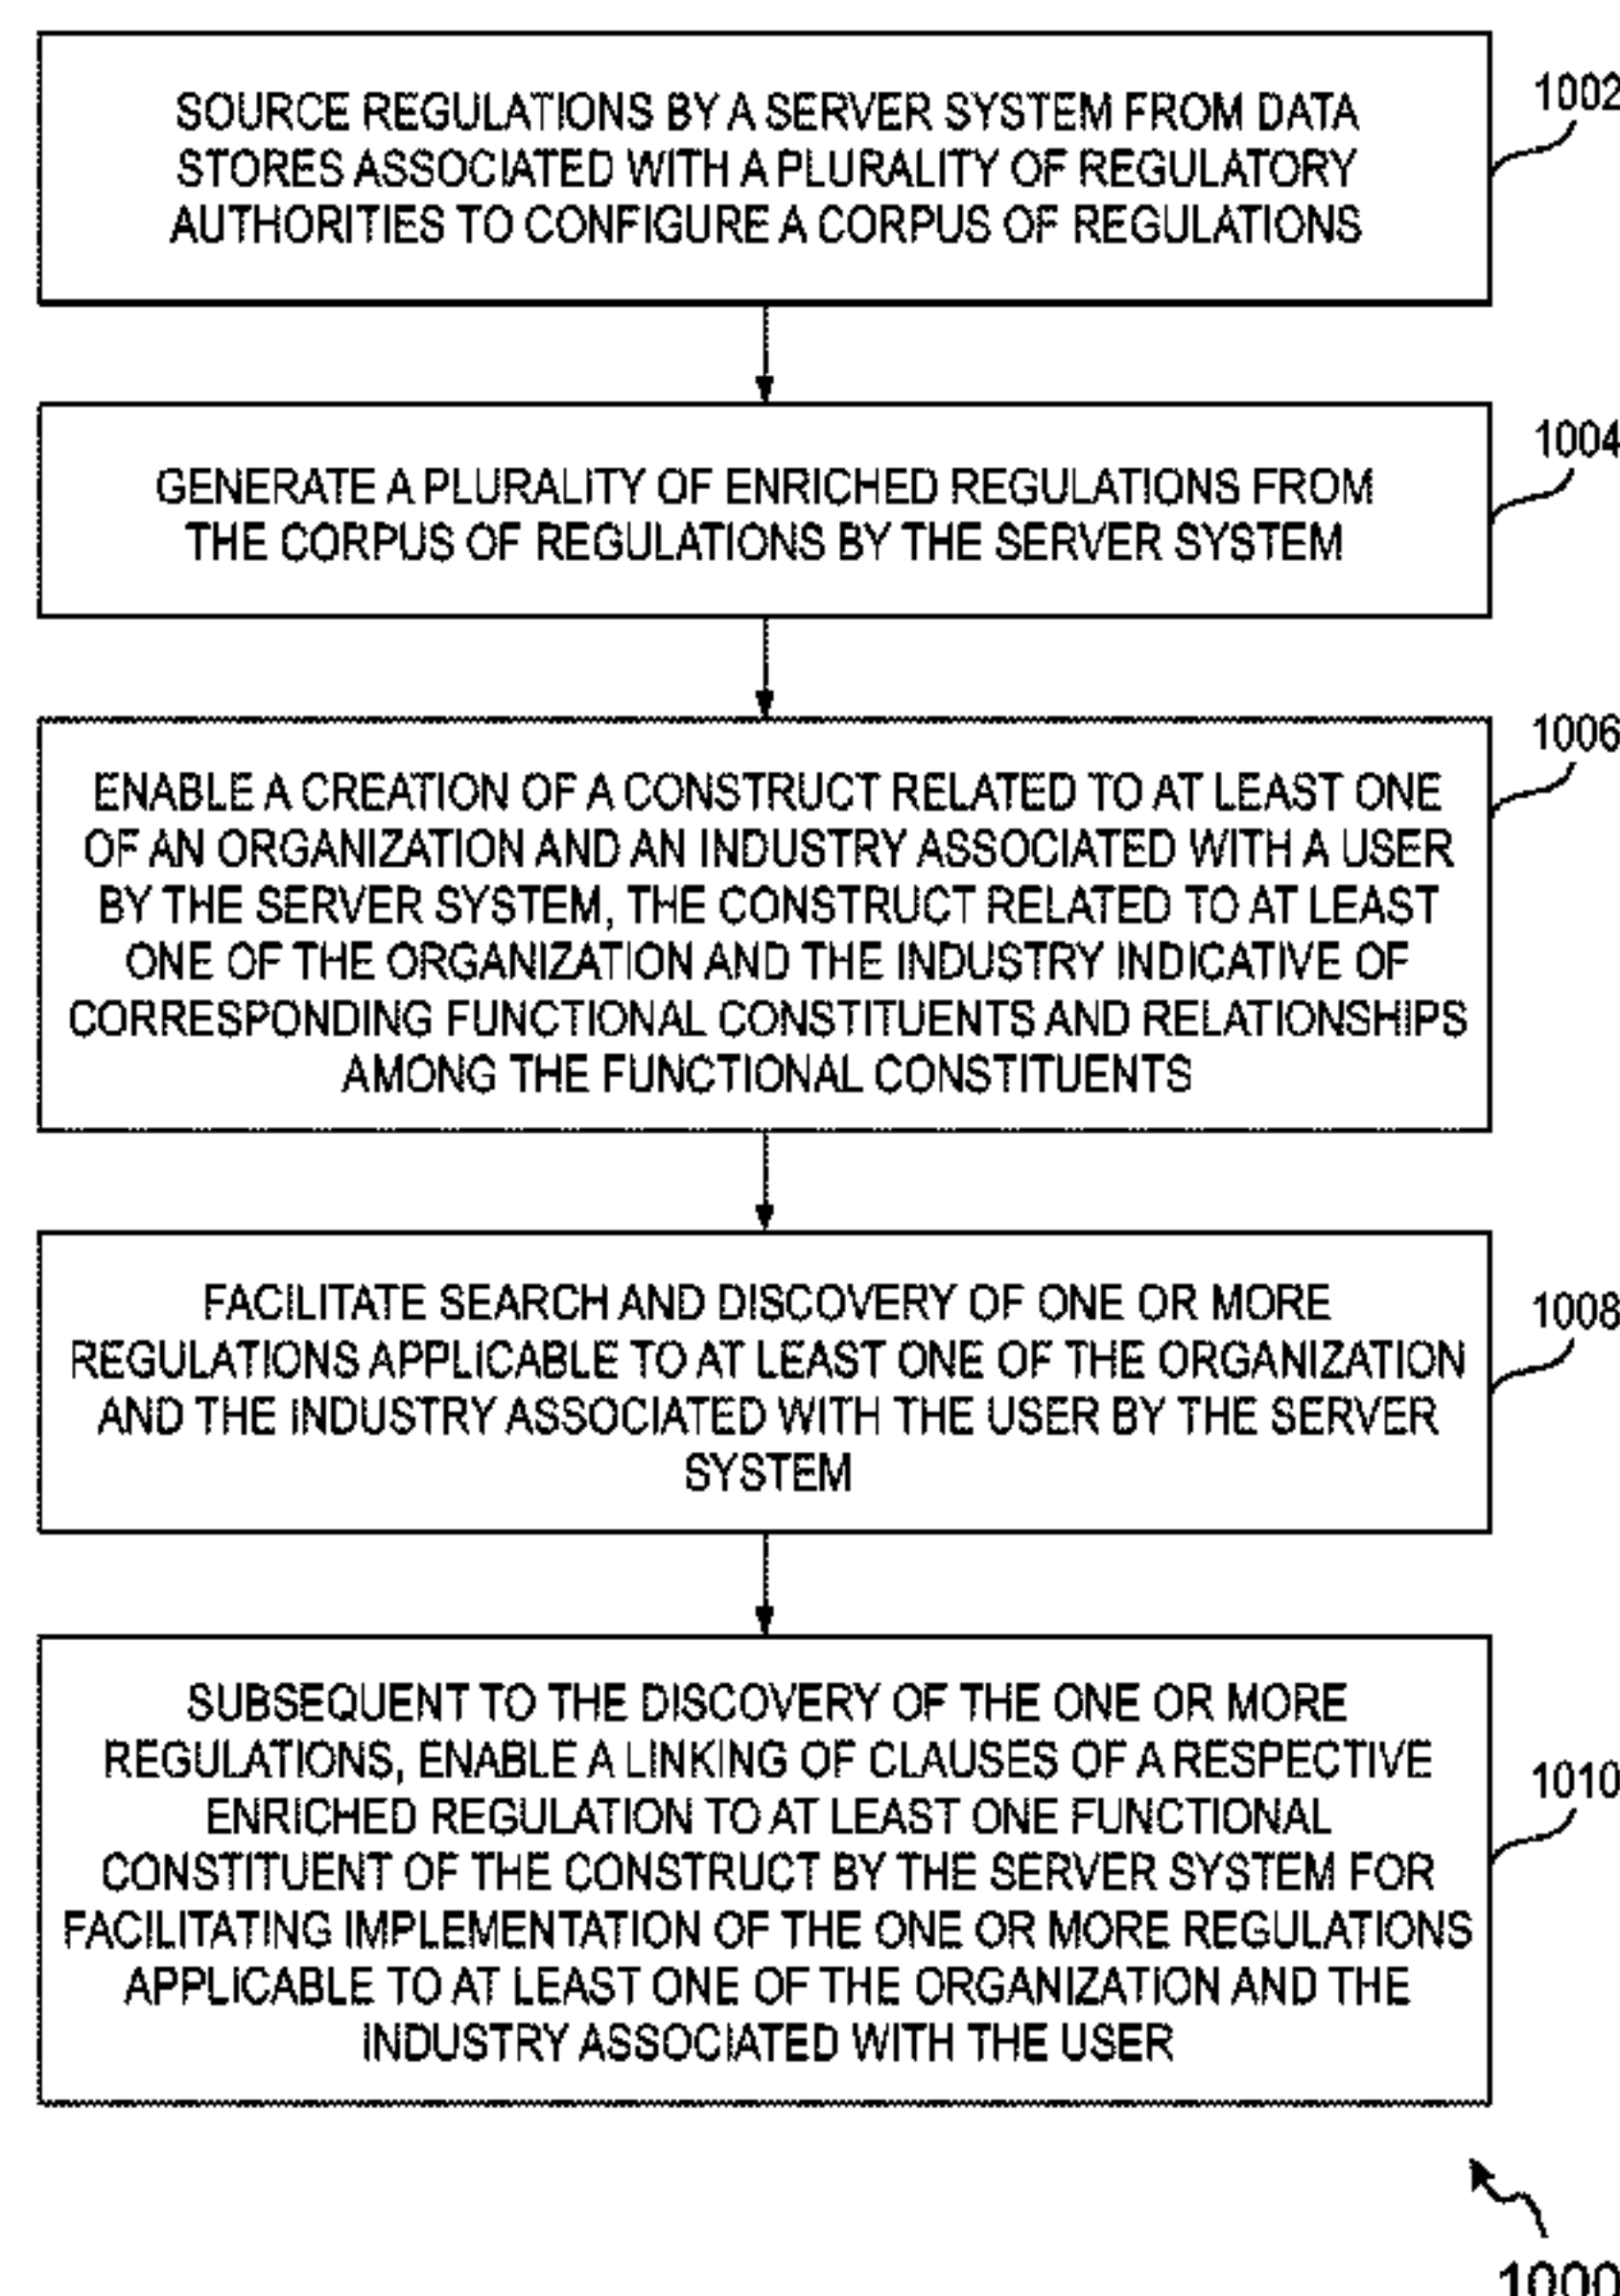 SOURCE REGULATIONS BY A SERVER SYSTEM FROM DATA
STORES ASSOCIATED WITH A PLURALITY OF REGULATORY
AUTHORITIES TO CONFIGURE A CORPUS OF REGULATIONS
1002
GENERATE A PLURALITY OF ENRICHED REGULATIONS FROM
THE CORPUS OF REGULATIONS BY THE SERVER SYSTEM
1004
ENABLE A CREATION OF A CONSTRUCT RELATED TO AT LEAST ONE
OF AN ORGANIZATION AND AN INDUSTRY ASSOCIATED WITH A USER
BY THE SERVER SYSTEM, THE CONSTRUCT RELATED TO AT LEAST
ONE OF THE ORGANIZATION AND THE INDUSTRY INDICATIVE OF
CORRESPONDING FUNCTIONAL CONSTITUENTS AND RELATIONSHIPS
AMONG THE FUNCTIONAL CONSTITUENTS
1006
FACILITATE SEARCH AND DISCOVERY OF ONE OR MORE
REGULATIONS APPLICABLE TO AT LEAST ONE OF THE ORGANIZATION
AND THE INDUSTRY ASSOCIATED WITH THE USER BY THE SERVER
SYSTEM
1008
SUBSEQUENT TO THE DISCOVERY OF THE ONE OR MORE
REGULATIONS, ENABLE A LINKING OF CLAUSES OF A RESPECTIVE
ENRICHED REGULATION TO AT LEAST ONE FUNCTIONAL
CONSTITUENT OF THE CONSTRUCT BY THE SERVER SYSTEM FOR
FACILITATING IMPLEMENTATION OF THE ONE OR MORE REGULATIONS
APPLICABLE TO AT LEAST ONE OF THE ORGANIZATION AND THE
INDUSTRY ASSOCIATED WITH THE USER
1010
1000